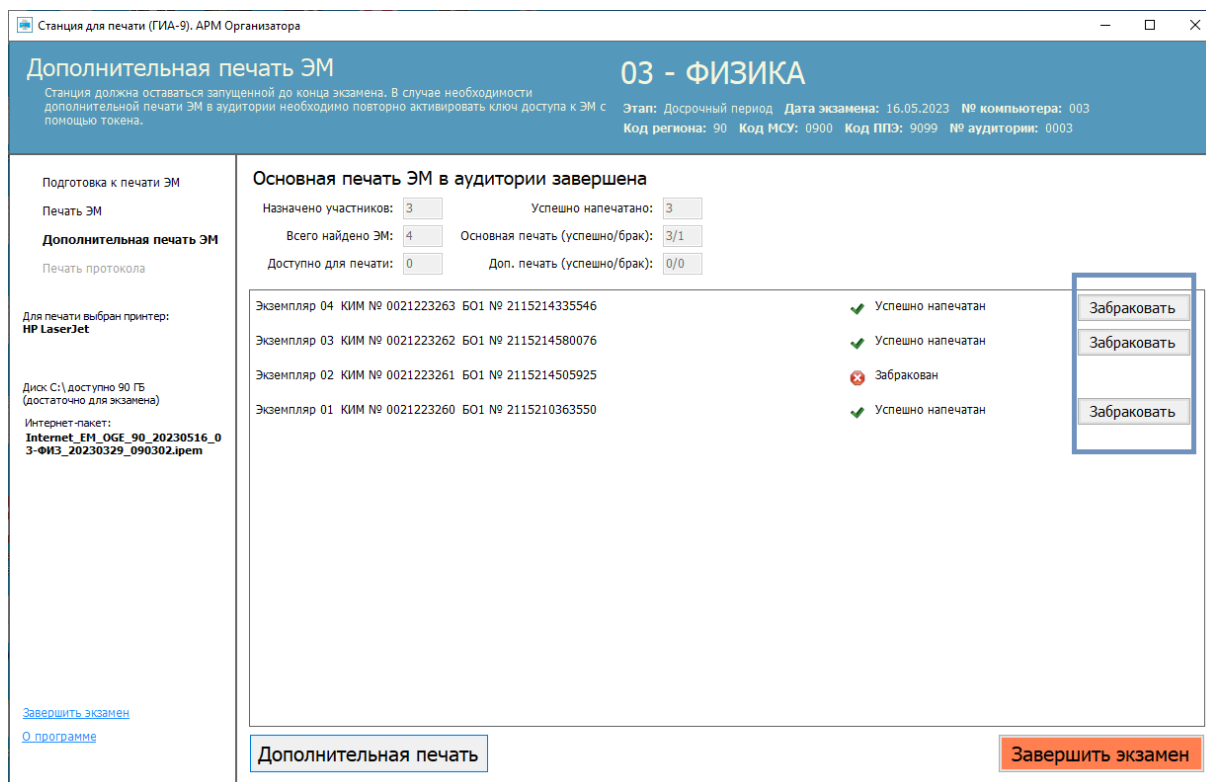 Станция для печати (ГИА-9). АРМ Организатора
Дополнительная печать ЭМ
Станция должна оставаться запущенной до конца экзамена. В случае необходимости
дополнительной печати ЭМ в аудитории необходимо повторно активировать ключ доступа к ЭМ с
помощью токена.
03 - ФИЗИКА
Этап: Досрочный период Дата экзамена: 16.05.2023 № компьютера: 003
Код региона: 90 Код МСУ: 0900 Код ППЭ: 9099 № аудитории: 0003
Подготовка к печати ЭМ
Печать ЭМ
Дополнительная печать ЭМ
Печать протокола
Для печати выбран принтер:
HP LaserJet
Диск C:\ доступно 90 ГБ
(достаточно для экзамена)
Интернет-пакет:
Internet_EM_OGE_90_20230516_0
3-ФИЗ_20230329_090302.ipem
Завершить экзамен
О программе
Основная печать ЭМ в аудитории завершена
Назначено участников: 3 Успешно напечатано: 3
Всего найдено ЭМ: 4 Основная печать (успешно/брак): 3/1
Доступно для печати: 0 Доп. печать (успешно/брак): 0/0
Экземпляр 04 КИМ № 0021223263 БО1 № 2115214335546 Успешно напечатан Забраковать
Экземпляр 03 КИМ № 0021223262 БО1 № 2115214580076 Успешно напечатан Забраковать
Экземпляр 02 КИМ № 0021223261 БО1 № 2115214505925 Забракован
Экземпляр 01 КИМ № 0021223260 БО1 № 2115210363550 Успешно напечатан Забраковать
Дополнительная печать
Завершить экзамен